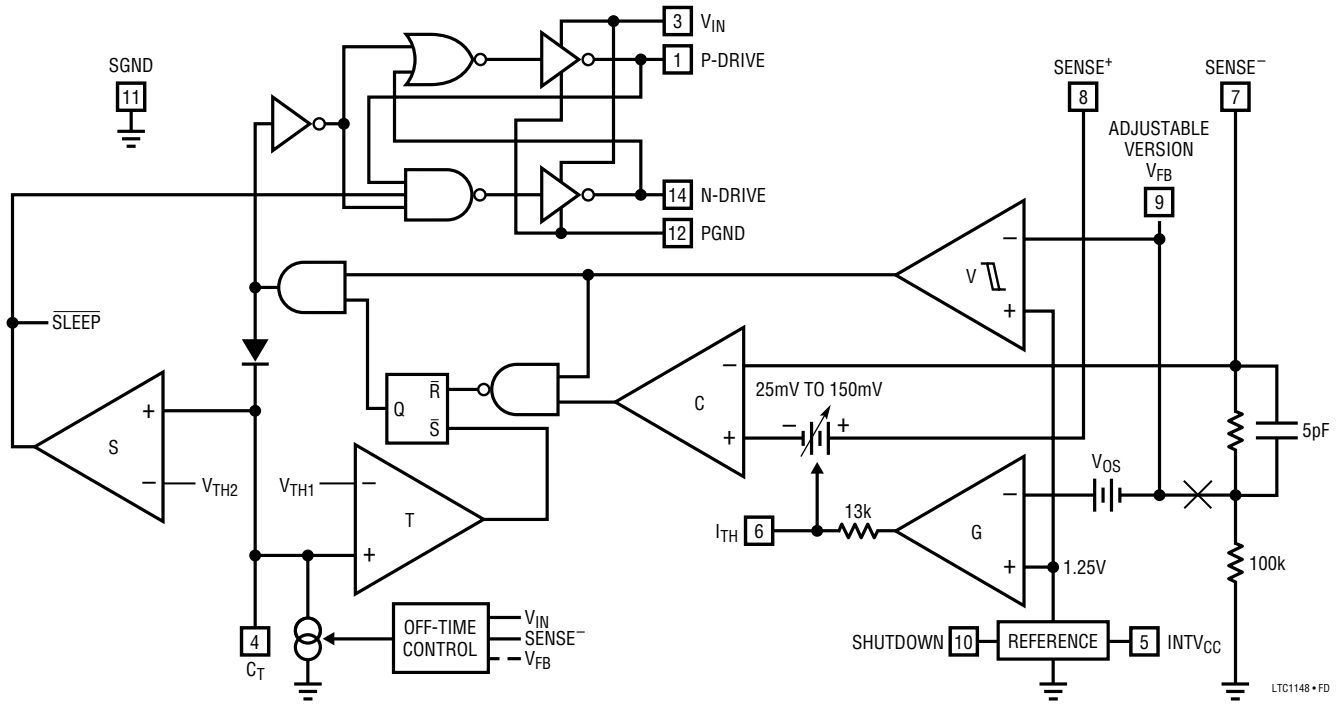 3 V_IN
1 P-DRIVE
SGND
11
SENSE+
8
SENSE−
7
ADJUSTABLE
VERSION
V_FB
9
14 N-DRIVE
12 PGND
V
−
+
SLEEP
C
−
+
25mV TO 150mV
− +
R
Q
S
S
+
−
V_TH2
V_TH1
−
T
+
5pF
V_OS
I_TH 6
13k
G
−
+
1.25V
100k
4
C_T
OFF-TIME
CONTROL
V_IN
SENSE−
V_FB
SHUTDOWN 10 REFERENCE 5 INTV_CC
LTC1148 • FD